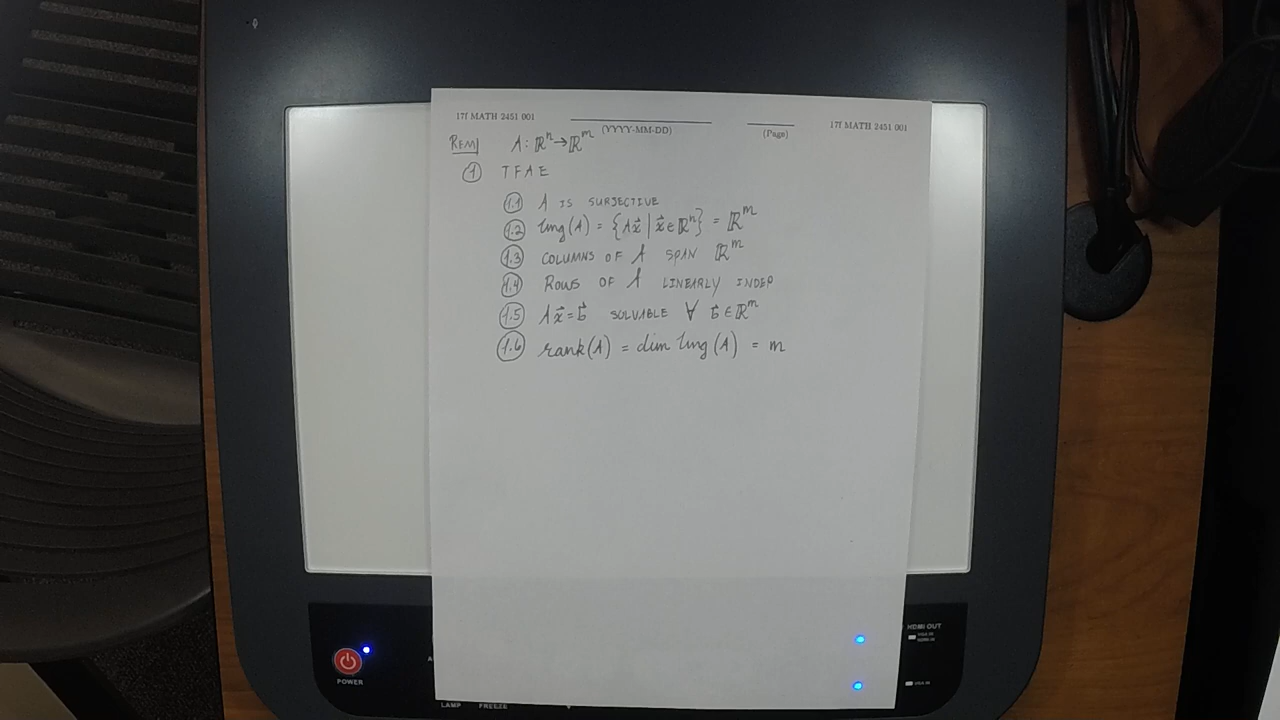 17f MATH 2451 001 (YYYY-MM-DD) (Page) 17f MATH 2451 001
REM A: ℝⁿ→ℝᵐ
① TFAE
1.1 A IS SURJECTIVE
1.2 Img(A) = {Ax⃗ | x⃗ ∈ ℝⁿ} = ℝᵐ
1.3 COLUMNS OF A SPAN ℝᵐ
1.4 ROWS OF A LINEARLY INDEP
1.5 Ax⃗ = b⃗ SOLVABLE ∀ b⃗ ∈ ℝᵐ
1.6 rank(A) = dim Img(A) = m
HDMI OUT
POWER
LAMP FREEZE